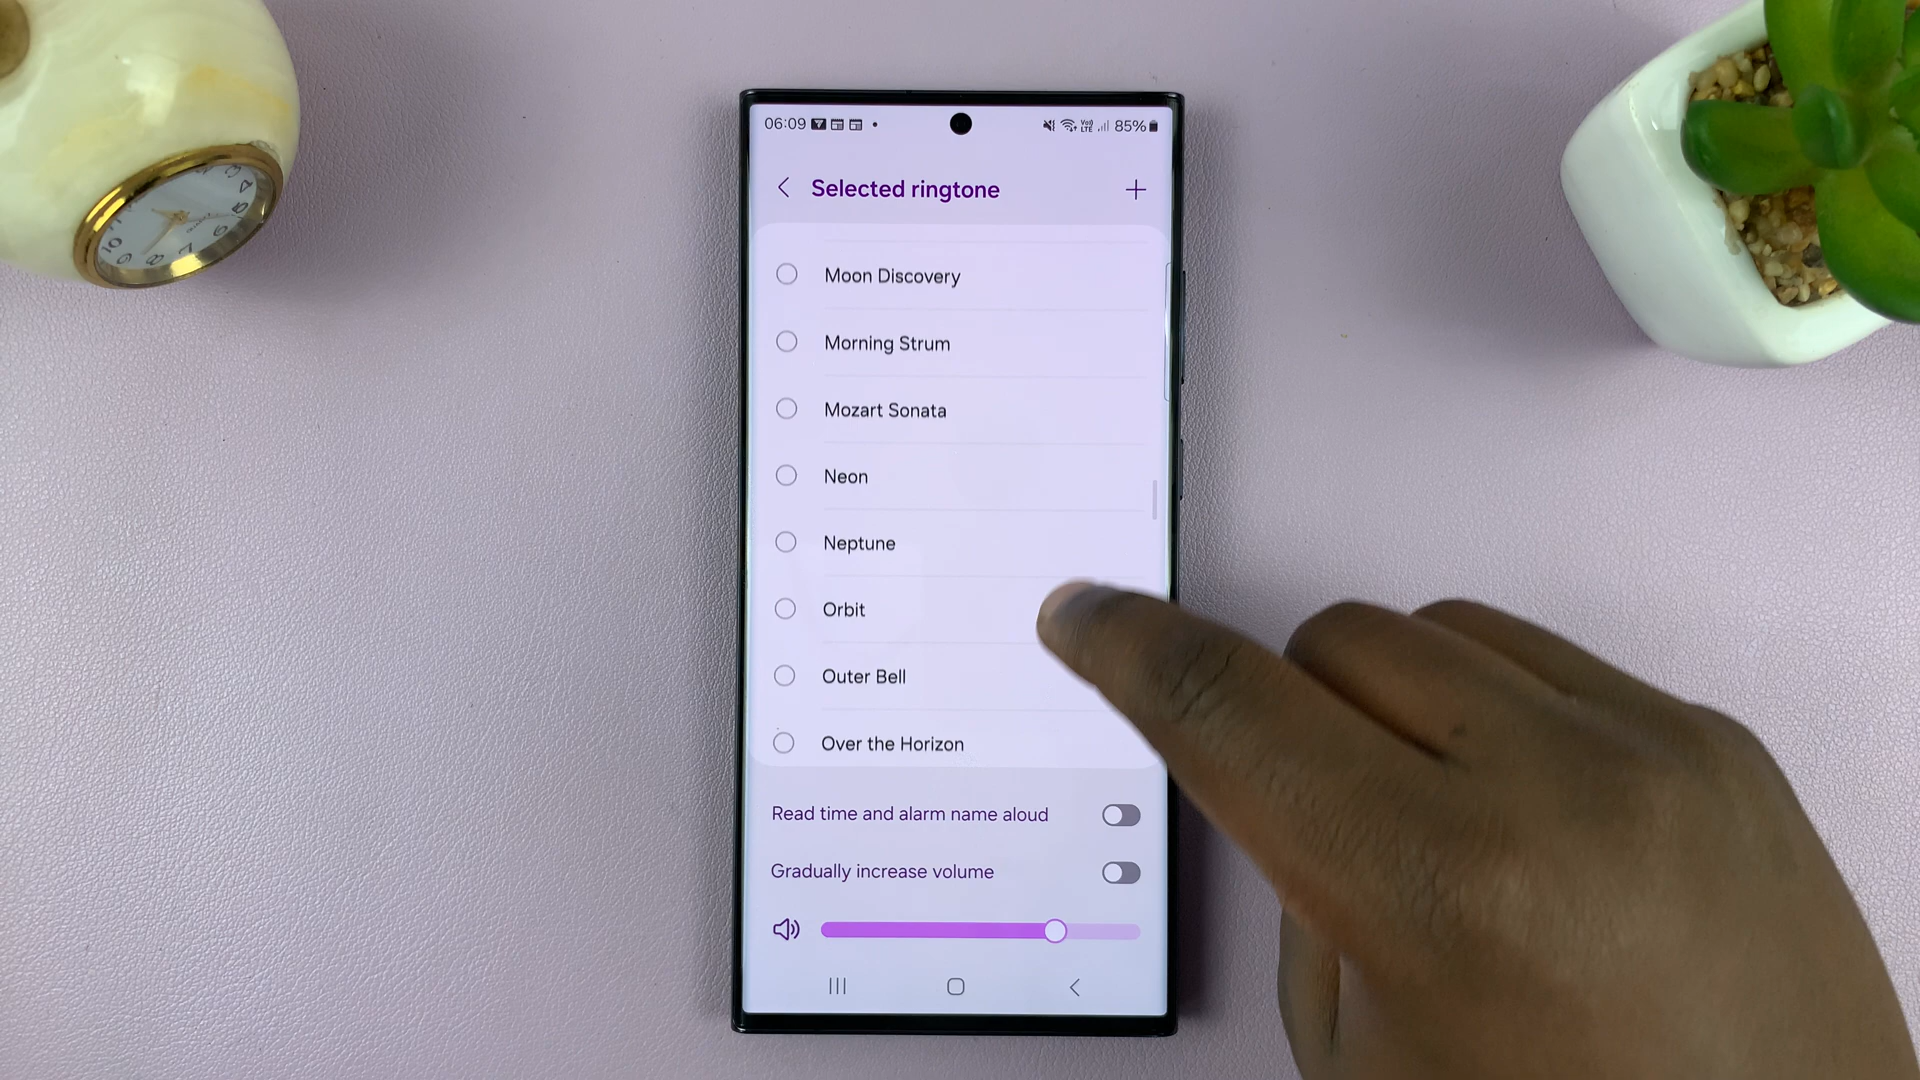 06:09 85%
Selected ringtone
Moon Discovery
Morning Strum
Mozart Sonata
Neon
Neptune
Orbit
Outer Bell
Over the Horizon
Read time and alarm name aloud
Gradually increase volume